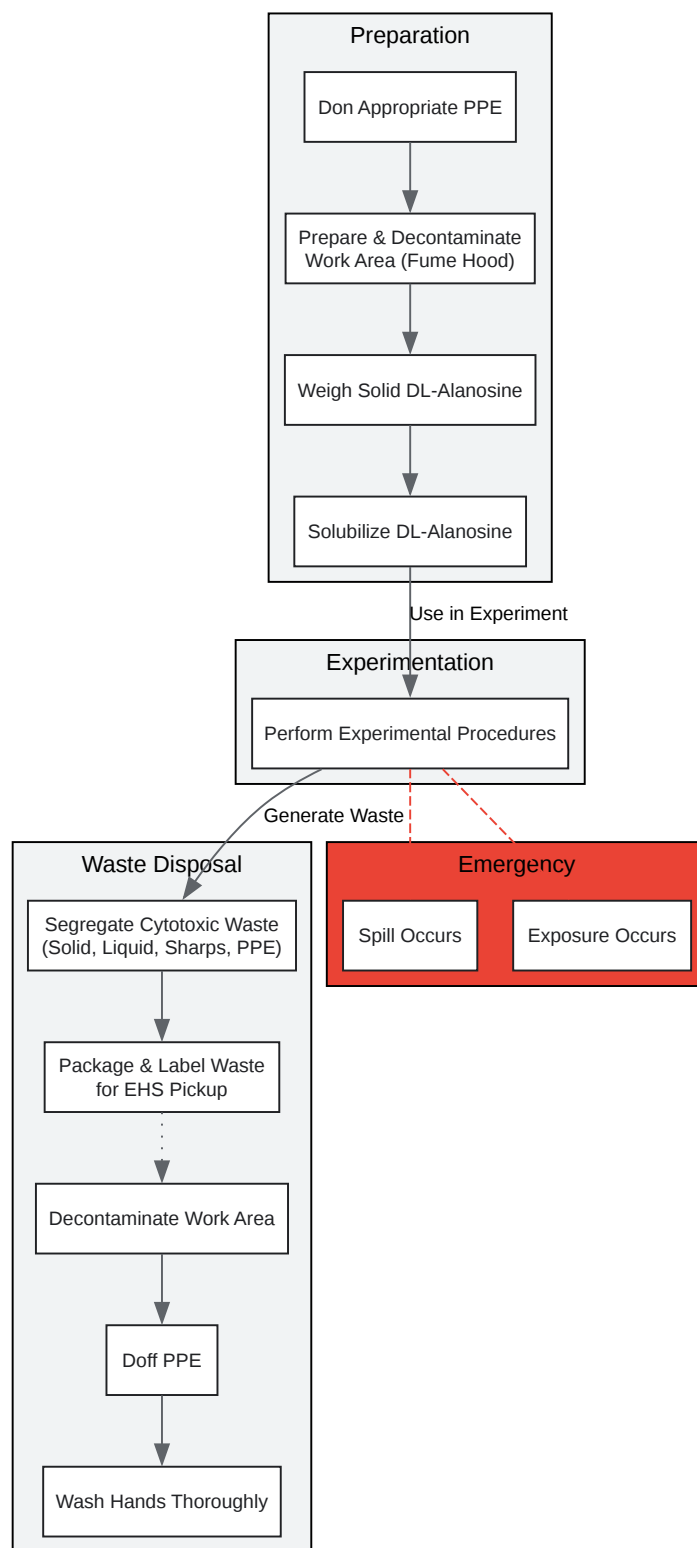 Preparation
Don Appropriate PPE
Prepare & Decontaminate
Work Area (Fume Hood)
Weigh Solid DL-Alanosine
Solubilize DL-Alanosine
Use in Experiment
Experimentation
Perform Experimental Procedures
Generate Waste
Waste Disposal
Segregate Cytotoxic Waste
(Solid, Liquid, Sharps, PPE)
Package & Label Waste
for EHS Pickup
Decontaminate Work Area
Doff PPE
Wash Hands Thoroughly
Emergency
Spill Occurs
Exposure Occurs